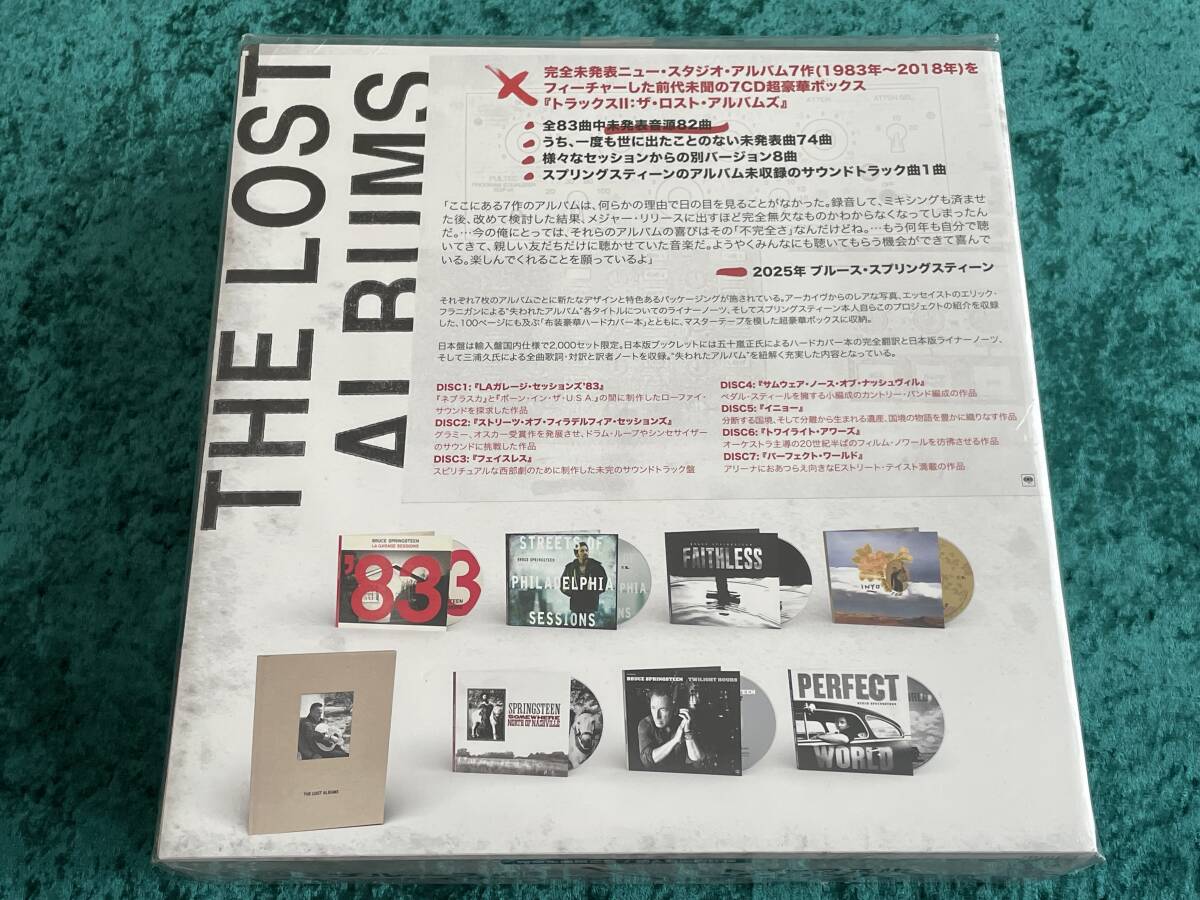 THE LOST
ALBUMS
完全未発表ニュー・スタジオ・アルバム7作(1983年〜2018年)を
フィーチャーした前代未聞の7CD超豪華ボックス
『トラックスII:ザ・ロスト・アルバムズ』
全83曲中未発表音源82曲
うち、一度も世に出たことのない未発表曲74曲
様々なセッションからの別バージョン8曲
スプリングスティーンのアルバム未収録のサウンドトラック曲1曲
「ここにある7作のアルバムは、何らかの理由で日の目を見ることがなかった。録音して、ミキシングも済ませ
た後、改めて検討した結果、メジャー・リリースに出すほど完全無欠なものかわからなくなってしまったん
だ。…今の俺にとっては、それらのアルバムの喜びはその「不完全さ」なんだけどね。…もう何年も自分で聴
いてきて、親しい友だちだけに聴かせていた音楽だ。ようやくみんなにも聴いてもらう機会ができて喜んで
いる。楽しんでくれることを願っているよ」
2025年 ブルース・スプリングスティーン
それぞれ7枚のアルバムごとに新たなデザインと特色あるパッケージングが施されている。アーカイヴからのレアな写真、エッセイストのエリック・
フラニガンによる“失われたアルバム”各タイトルについてのライナーノーツ、そしてスプリングスティーン本人自らこのプロジェクトの紹介を収録
した、100ページにも及ぶ「布装豪華ハードカバー本」とともに、マスターテープを模した超豪華ボックスに収納。
日本盤は輸入盤国内仕様で2,000セット限定。日本版ブックレットには五十嵐正氏によるハードカバー本の完全翻訳と日本版ライナーノーツ、
そして三浦久氏による全曲歌詞・対訳と訳者ノートを収録。“失われたアルバム”を紐解く充実した内容となっている。
DISC1:『LAガレージ・セッションズ'83』
『ネブラスカ』と『ボーン・イン・ザ・U.S.A.』の間に制作したローファイ・
サウンドを探求した作品
DISC2:『ストリーツ・オブ・フィラデルフィア・セッションズ』
グラミー、オスカー受賞作を発展させ、ドラム・ループやシンセサイザー
のサウンドに挑戦した作品
DISC3:『フェイスレス』
スピリチュアルな西部劇のために制作した未完のサウンドトラック盤
DISC4:『サムウェア・ノース・オブ・ナッシュヴィル』
ペダル・スティールを擁する小編成のカントリー・バンド編成の作品
DISC5:『イニョー』
分断する国境、そして分離から生まれる遺産、国境の物語を豊かに織りなす作品
DISC6:『トワイライト・アワーズ』
オーケストラ主導の20世紀半ばのフィルム・ノワールを彷彿させる作品
DISC7:『パーフェクト・ワールド』
アリーナにおあつらえ向きなEストリート・テイスト満載の作品
BRUCE SPRINGSTEEN
LA GARAGE SESSIONS
'83
STREETS OF
BRUCE SPRINGSTEEN
PHILADELPHIA
SESSIONS
BRUCE SPRINGSTEEN
FAITHLESS
INYO
THE LOST ALBUMS
SPRINGSTEEN
SOMEWHERE
NORTH OF NASHVILLE
BRUCE SPRINGSTEEN TWILIGHT HOURS
PERFECT
BRUCE SPRINGSTEEN
WORLD